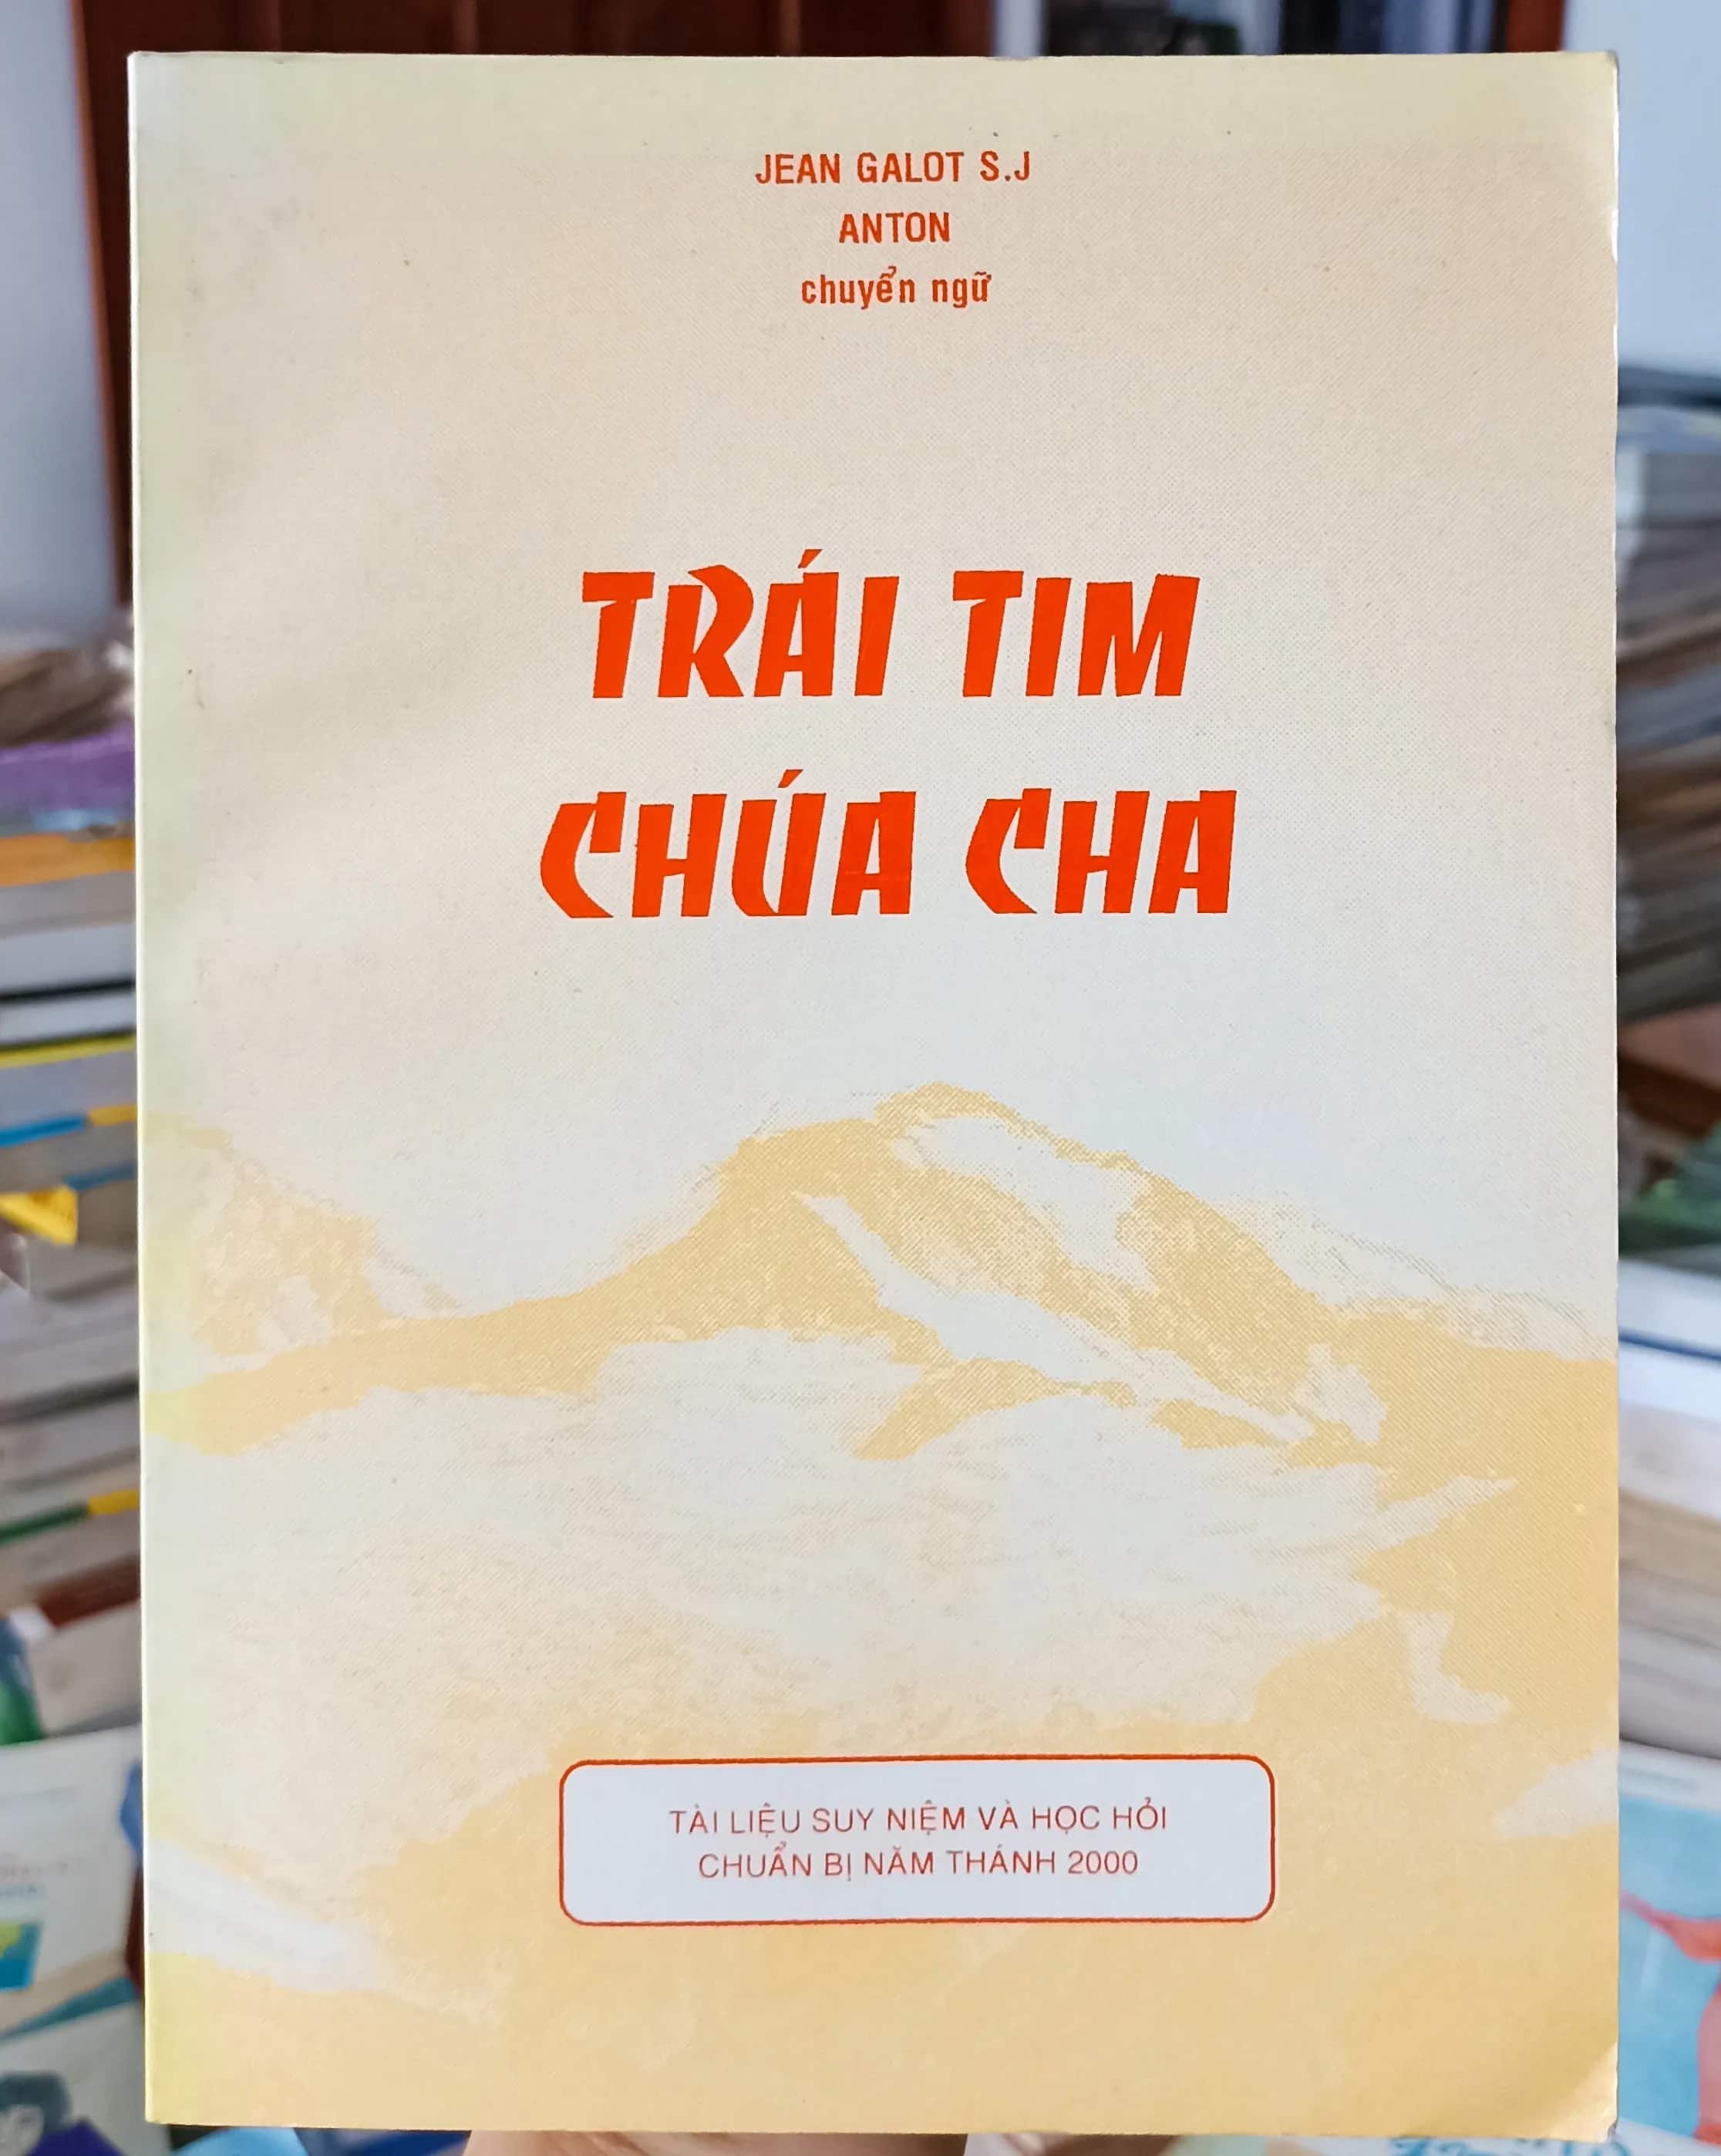 JEAN GALOT S.J
ANTON
chuyển ngữ
TRÁI TIM
CHÚA CHA
TÀI LIỆU SUY NIỆM VÀ HỌC HỎI
CHUẨN BỊ NĂM THÁNH 2000